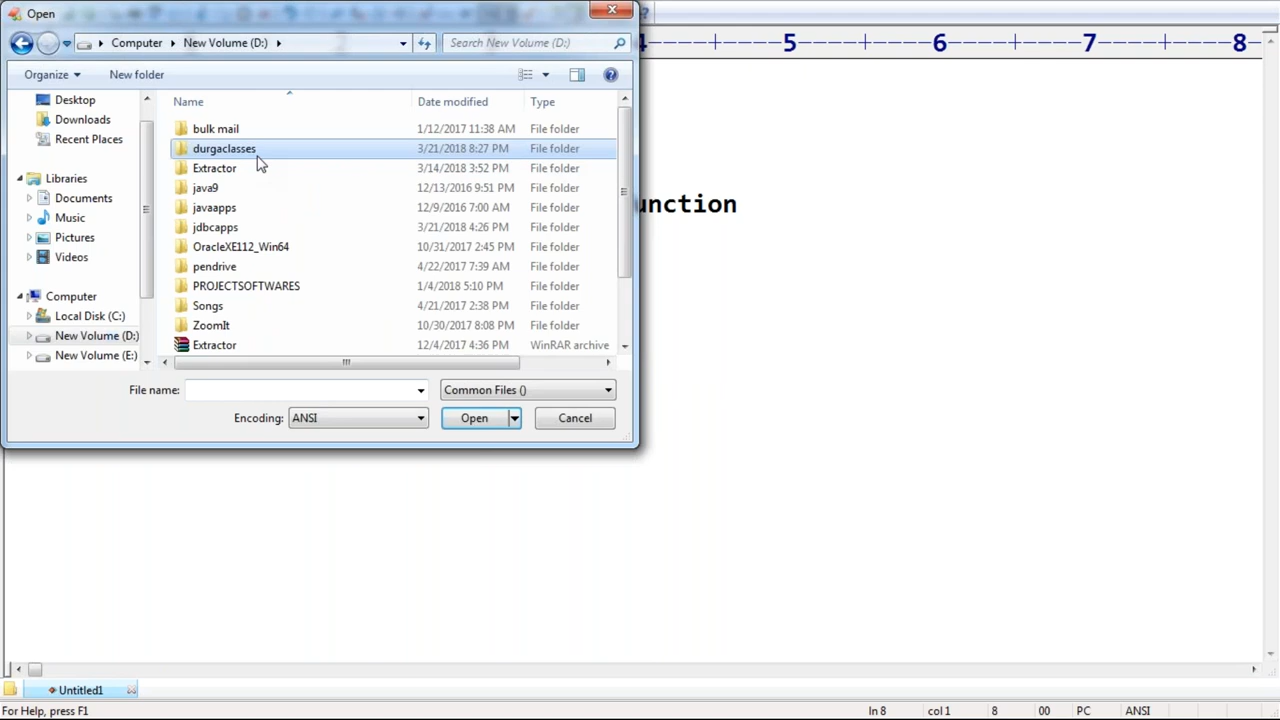 Open
Computer New Volume (D:) Search New Volume (D:)
Organize New folder
Desktop
Downloads
Recent Places
Libraries
Documents
Music
Pictures
Videos
Computer
Local Disk (C:)
New Volume (D:)
New Volume (E:)
Name Date modified Type
bulk mail 1/12/2017 11:38 AM File folder
durgaclasses 3/21/2018 8:27 PM File folder
Extractor 3/14/2018 3:52 PM File folder
java9 12/13/2016 9:51 PM File folder
javaapps 12/9/2016 7:00 AM File folder
jdbcapps 3/21/2018 4:26 PM File folder
OracleXE112_Win64 10/31/2017 2:45 PM File folder
pendrive 4/22/2017 7:39 AM File folder
PROJECTSOFTWARES 1/4/2018 5:10 PM File folder
Songs 4/21/2017 2:38 PM File folder
ZoomIt 10/30/2017 8:08 PM File folder
Extractor 12/4/2017 4:36 PM WinRAR archive
File name: Common Files ()
Encoding: ANSI Open Cancel
5 6 7 8
unction
Untitled1
For Help, press F1 ln 8 col 1 8 00 PC ANSI